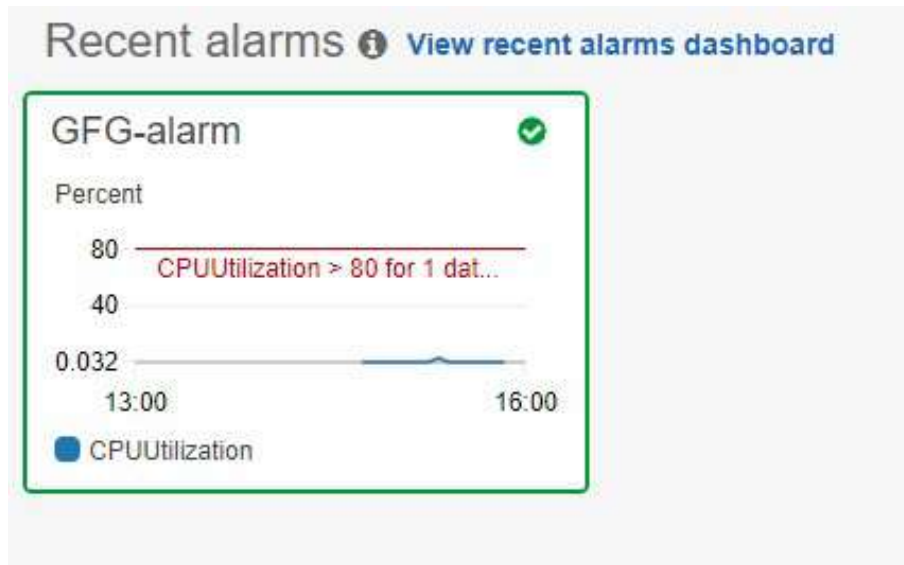 Recent alarms View recent alarms dashboard
GFG-alarm
Percent
80
CPUUtilization > 80 for 1 dat...
40
0.032
13:00 16:00
CPUUtilization